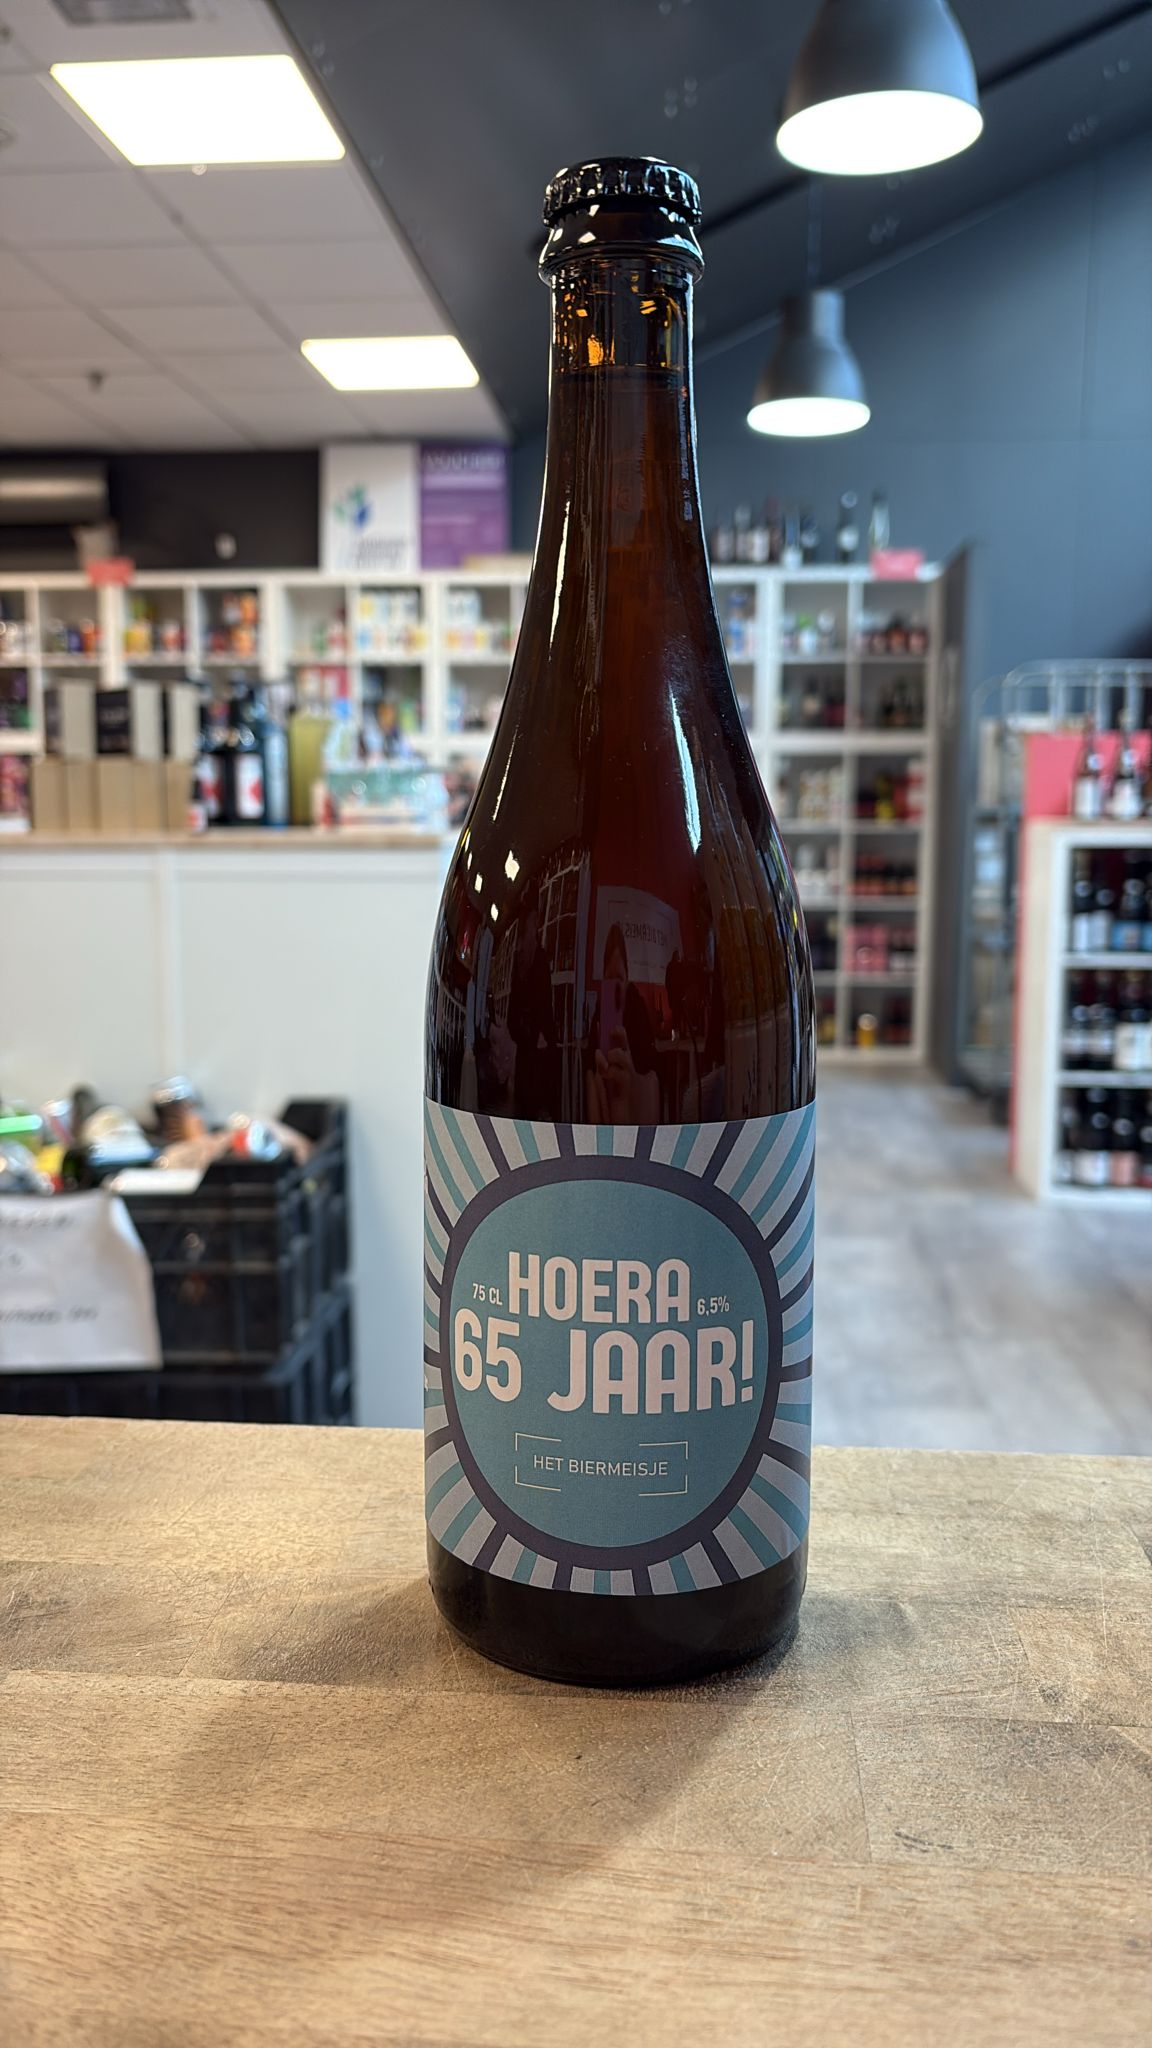 75 CL HOERA 6,5%
65 JAAR!
HET BIERMEISJE